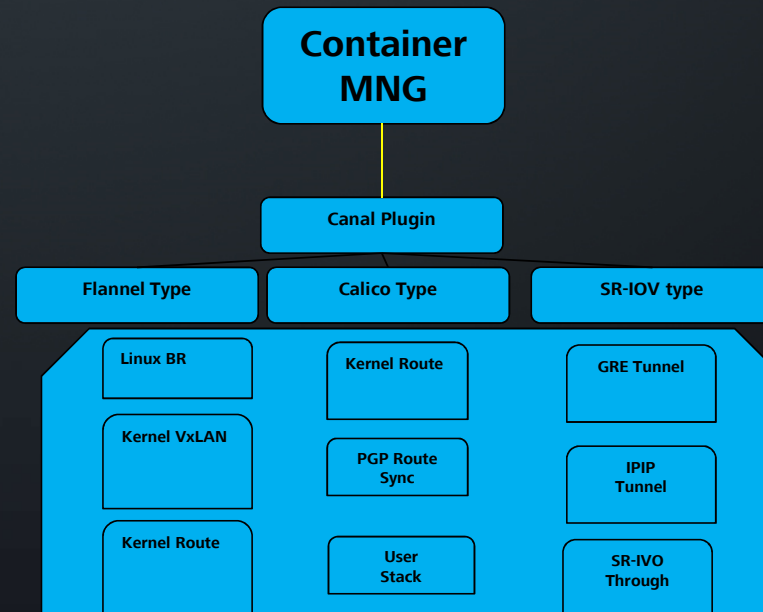 Container
MNG
Canal Plugin
Flannel Type
Calico Type
SR-IOV type
Linux BR
Kernel Route
GRE Tunnel
Kernel VxLAN
PGP Route
Sync
IPIP
Tunnel
Kernel Route
User
Stack
SR-IVO
Through